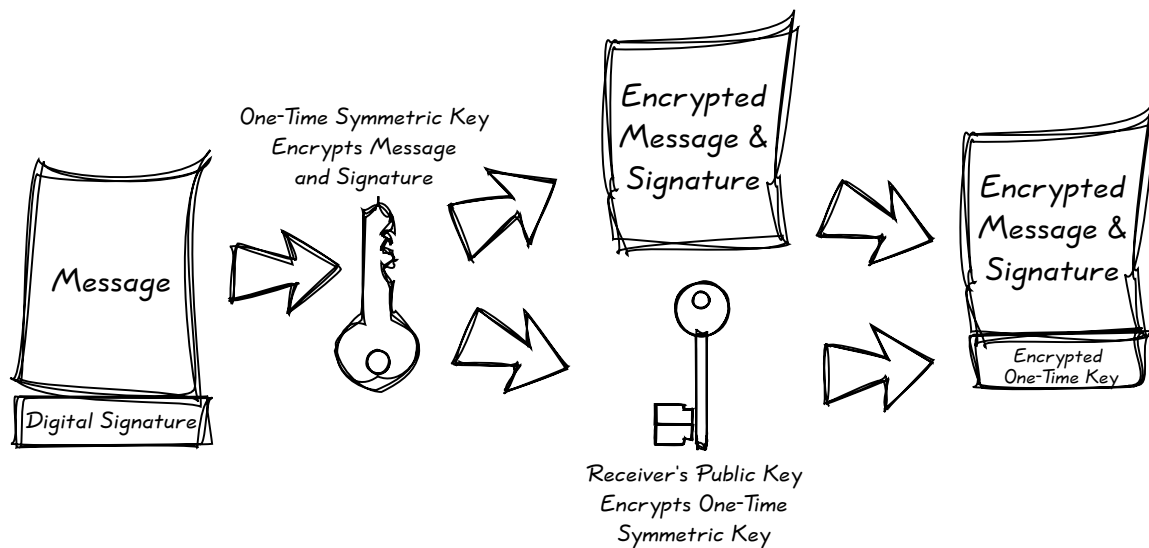 Message
Digital Signature
One-Time Symmetric Key
Encrypts Message
and Signature
Encrypted
Message &
Signature
Receiver's Public Key
Encrypts One-Time
Symmetric Key
Encrypted
Message &
Signature
Encrypted
One-Time Key